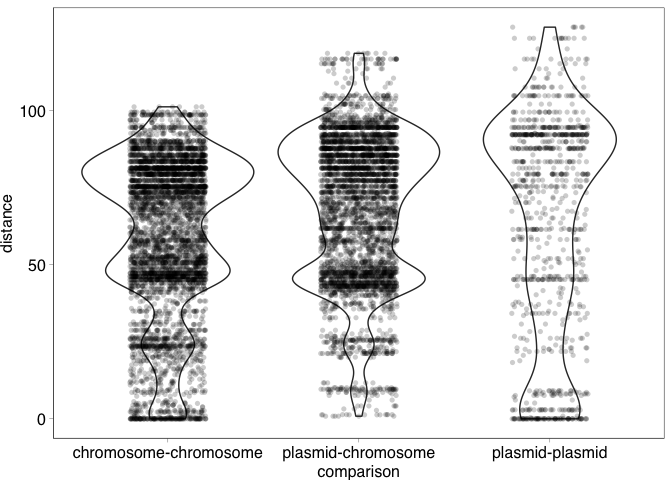 distance
100
50
0
chromosome-chromosome plasmid-chromosome plasmid-plasmid
comparison